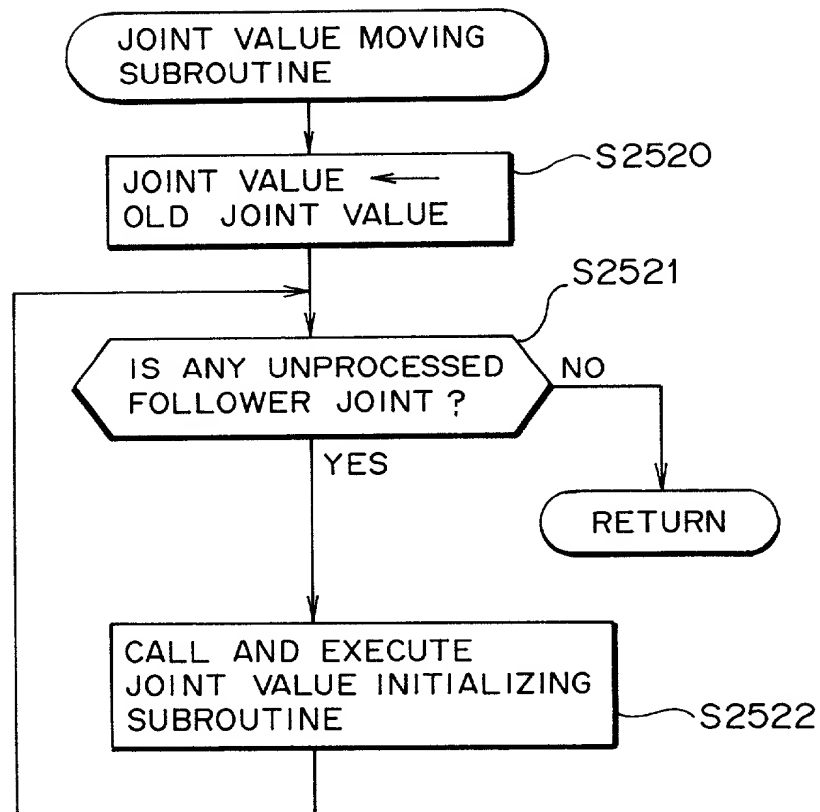 JOINT VALUE MOVING
SUBROUTINE
S2520
JOINT VALUE ←
OLD JOINT VALUE
S2521
IS ANY UNPROCESSED
FOLLOWER JOINT?
NO
YES
RETURN
CALL AND EXECUTE
JOINT VALUE INITIALIZING
SUBROUTINE
S2522